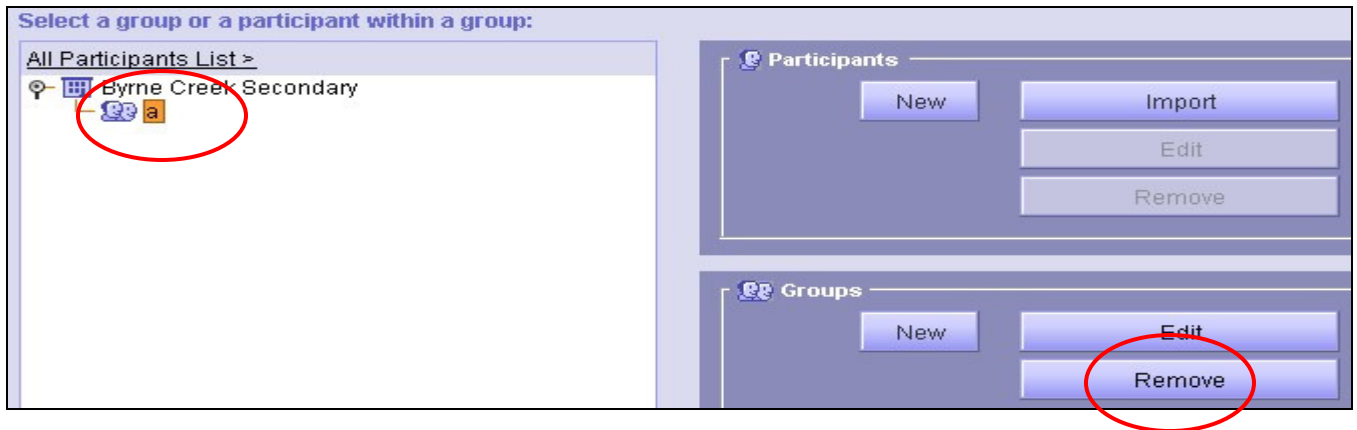 Select a group or a participant within a group:
All Participants List >
Byrne Creek Secondary
a
Participants
New
Import
Edit
Remove
Groups
New
Edit
Remove